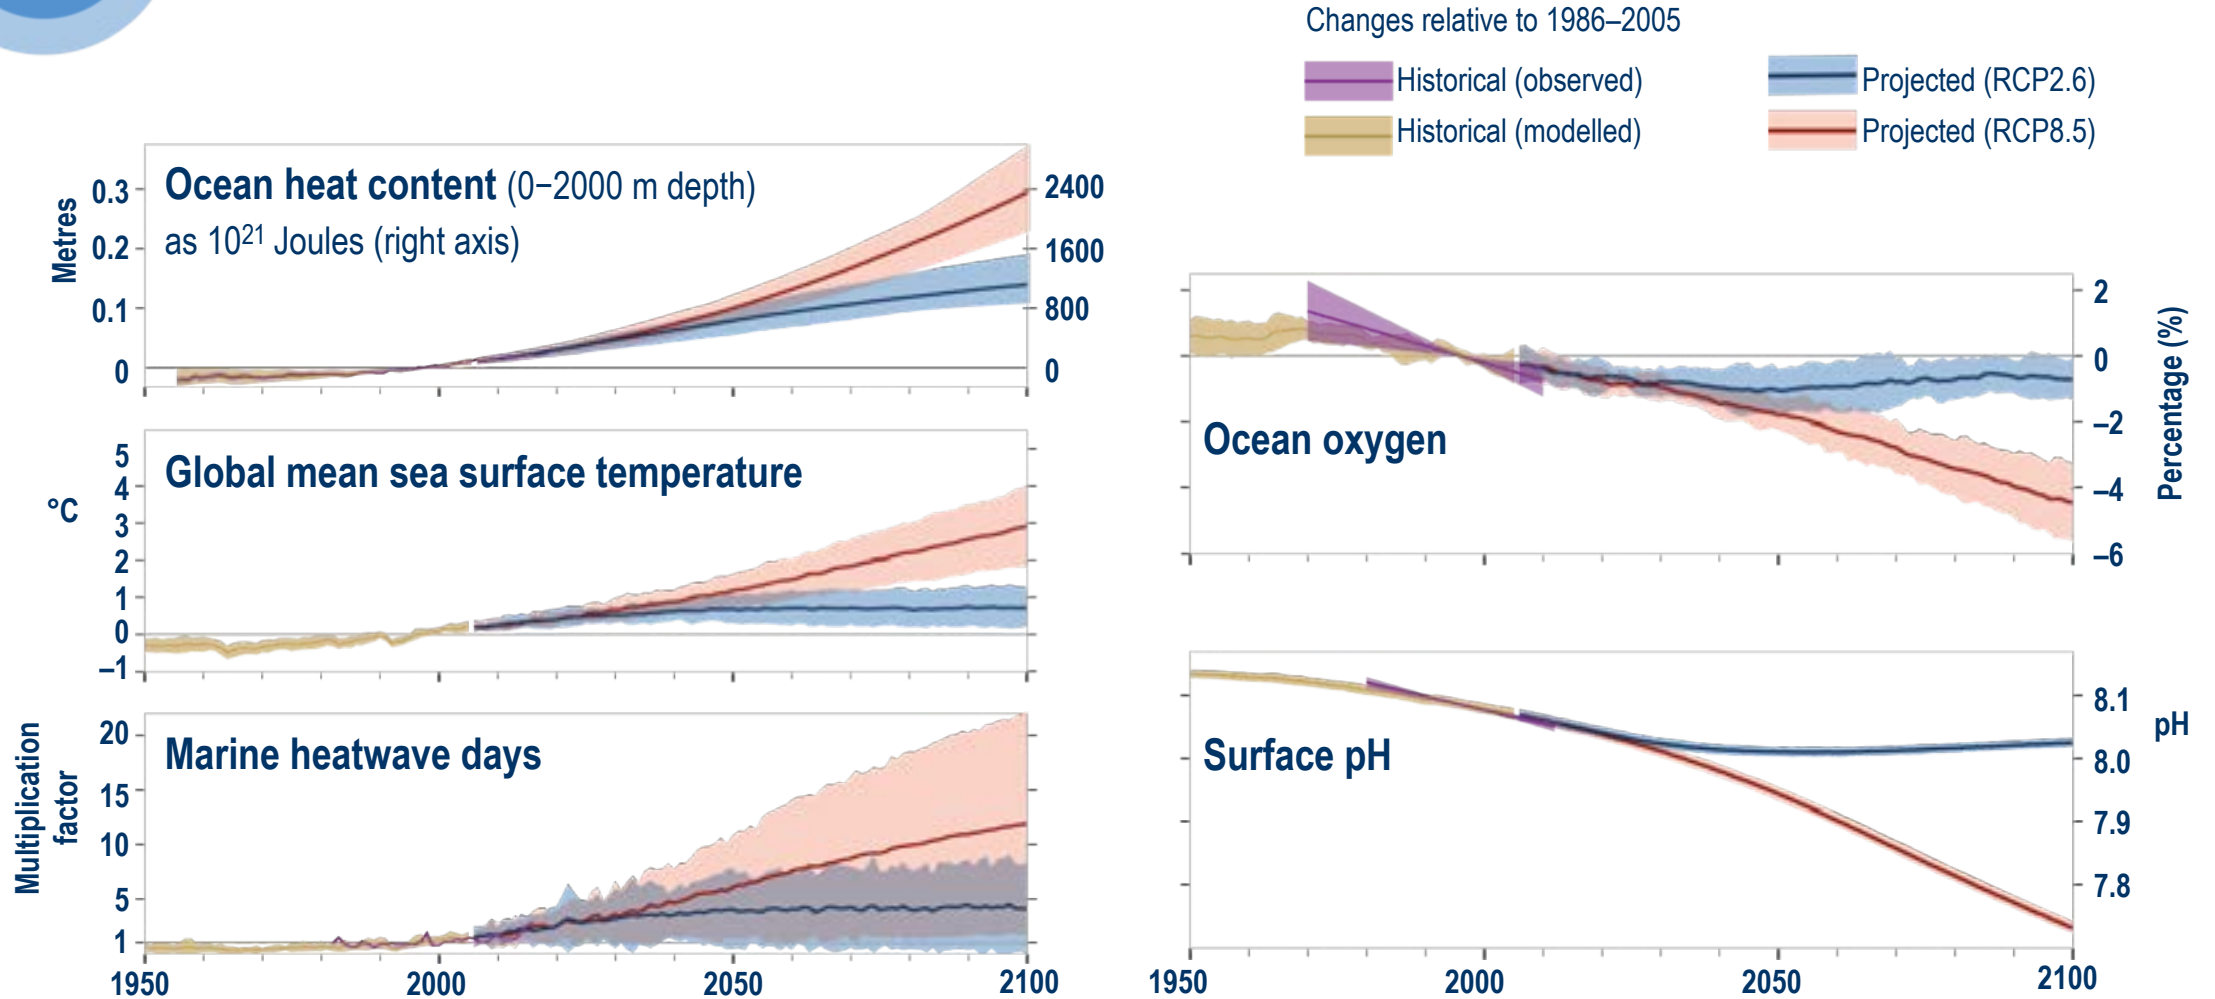 Changes relative to 1986–2005
Historical (observed)
Projected (RCP2.6)
Historical (modelled)
Projected (RCP8.5)
Ocean heat content (0−2000 m depth)
as 10²¹ Joules (right axis)
Metres
0.3
0.2
0.1
0
2400
1600
800
0
Global mean sea surface temperature
°C
5
4
3
2
1
0
–1
Marine heatwave days
Multiplication
factor
20
15
10
5
1
1950
2000
2050
2100
Ocean oxygen
2
0
–2
–4
–6
Percentage (%)
Surface pH
8.1
8.0
7.9
7.8
pH
1950
2000
2050
2100